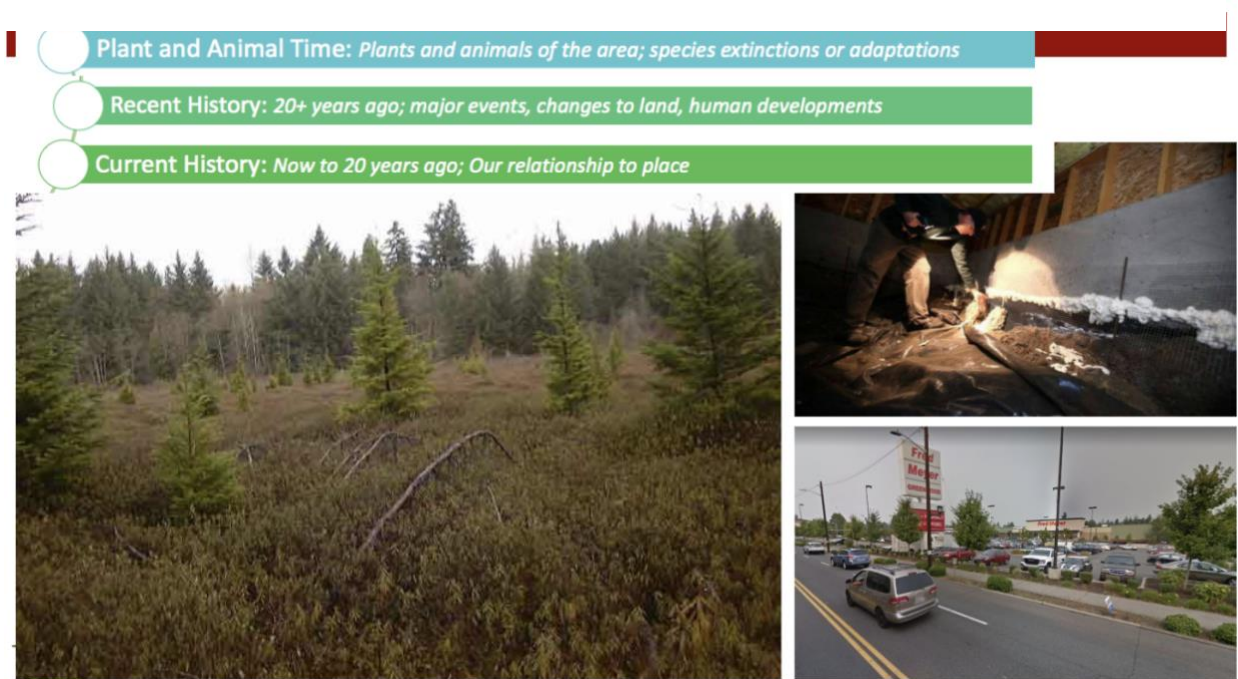 Plant and Animal Time: Plants and animals of the area; species extinctions or adaptations
Recent History: 20+ years ago; major events, changes to land, human developments
Current History: Now to 20 years ago; Our relationship to place
Fred
Meyer
Fred Meyer